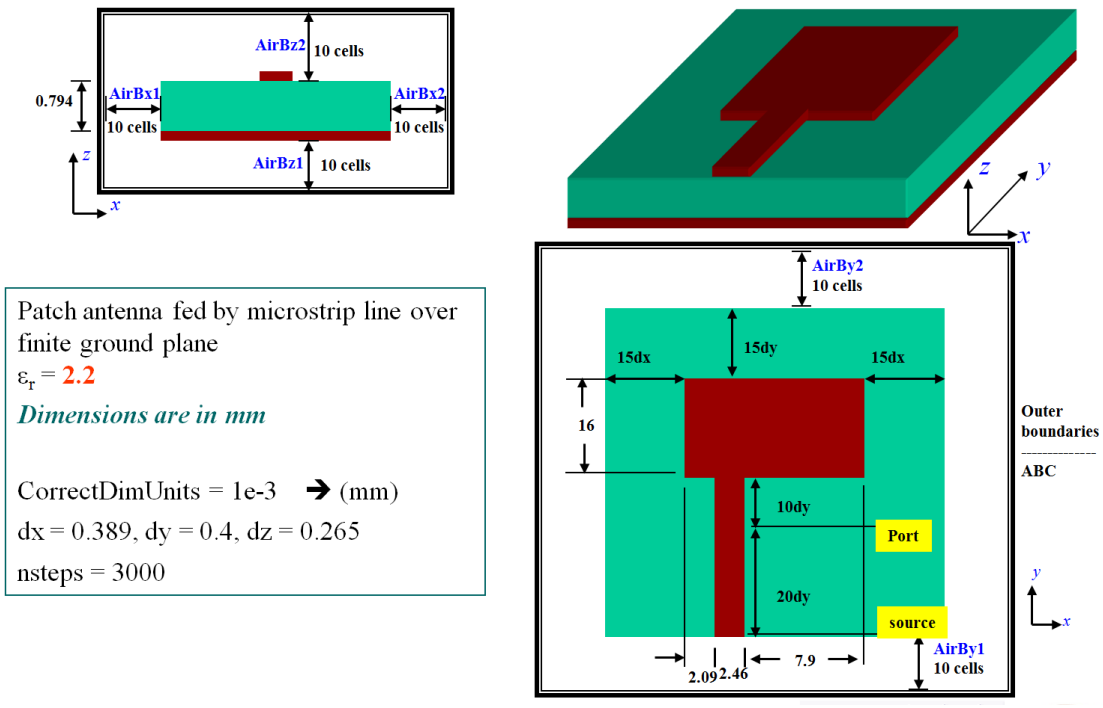 AirBz2
10 cells
0.794
AirBx1
AirBx2
10 cells
10 cells
AirBz1
10 cells
z
x
z
y
x
Patch antenna fed by microstrip line over
finite ground plane
εr = 2.2
Dimensions are in mm
CorrectDimUnits = 1e-3 ➔ (mm)
dx = 0.389, dy = 0.4, dz = 0.265
nsteps = 3000
AirBy2
10 cells
15dx
15dy
15dx
16
10dy
Port
20dy
source
2.09
2.46
7.9
AirBy1
10 cells
Outer
boundaries
--------------
ABC
y
x